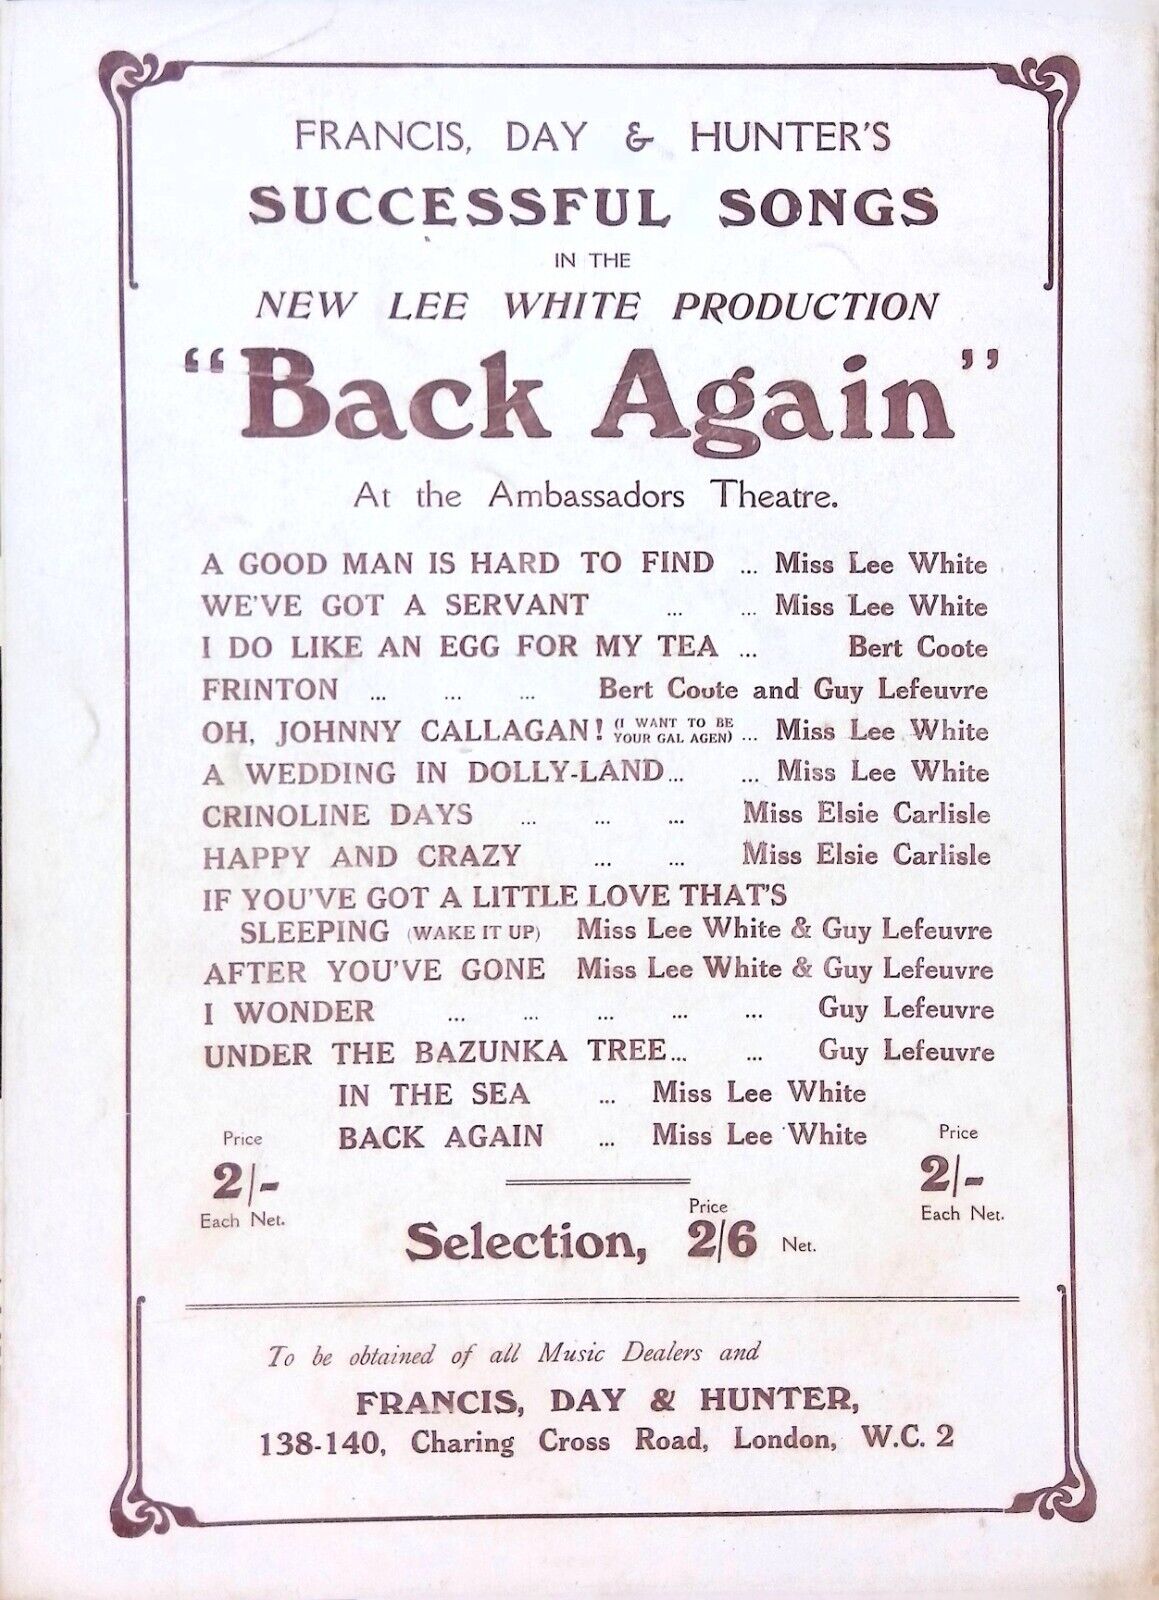 FRANCIS, DAY & HUNTER'S
SUCCESSFUL SONGS
IN THE
NEW LEE WHITE PRODUCTION
"Back Again"
At the Ambassadors Theatre.
A GOOD MAN IS HARD TO FIND ... Miss Lee White
WE'VE GOT A SERVANT ... ... Miss Lee White
I DO LIKE AN EGG FOR MY TEA ... Bert Coote
FRINTON ... ... ... Bert Coote and Guy Lefeuvre
OH, JOHNNY CALLAGAN! (I WANT TO BE YOUR GAL AGEN) ... Miss Lee White
A WEDDING IN DOLLY-LAND... ... Miss Lee White
CRINOLINE DAYS ... ... ... Miss Elsie Carlisle
HAPPY AND CRAZY ... ... Miss Elsie Carlisle
IF YOU'VE GOT A LITTLE LOVE THAT'S
SLEEPING (WAKE IT UP) Miss Lee White & Guy Lefeuvre
AFTER YOU'VE GONE Miss Lee White & Guy Lefeuvre
I WONDER ... ... ... ... ... Guy Lefeuvre
UNDER THE BAZUNKA TREE... ... Guy Lefeuvre
IN THE SEA ... Miss Lee White
BACK AGAIN ... Miss Lee White
Price
2/-
Each Net.
Price
2/-
Each Net.
Selection, Price 2/6 Net.
To be obtained of all Music Dealers and
FRANCIS, DAY & HUNTER,
138-140, Charing Cross Road, London, W.C. 2